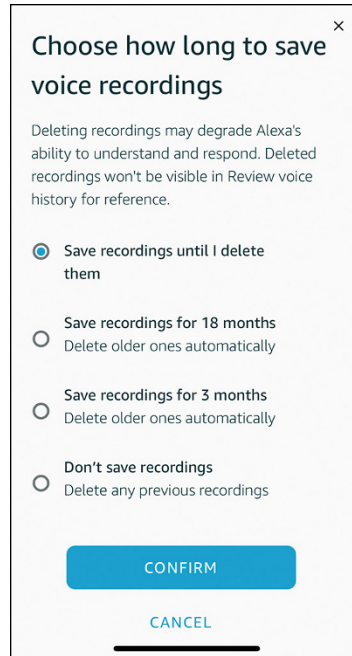 ×
Choose how long to save
voice recordings
Deleting recordings may degrade Alexa's
ability to understand and respond. Deleted
recordings won't be visible in Review voice
history for reference.
Save recordings until I delete
them
Save recordings for 18 months
Delete older ones automatically
Save recordings for 3 months
Delete older ones automatically
Don’t save recordings
Delete any previous recordings
CONFIRM
CANCEL